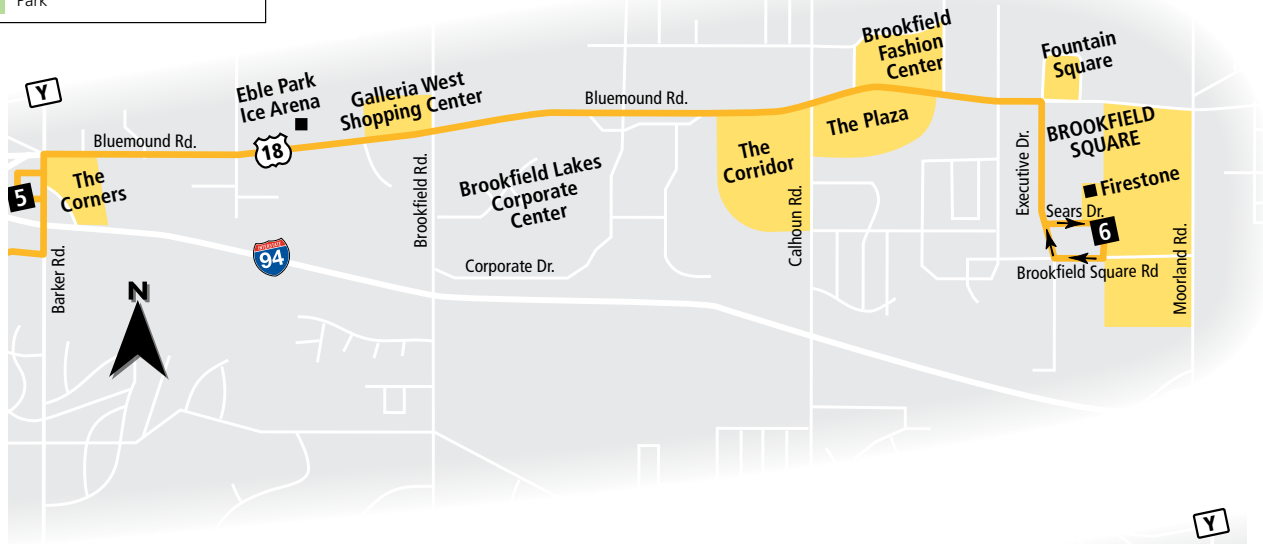 Park
Y
Eble Park
Ice Arena
Galleria West
Shopping Center
Bluemound Rd.
Brookfield
Fashion
Center
Fountain
Square
Bluemound Rd.
18
The Plaza
BROOKFIELD
SQUARE
The
Corners
5
Brookfield Rd.
Brookfield Lakes
Corporate
Center
The
Corridor
Calhoun Rd.
Executive Dr.
Firestone
Sears Dr.
6
Moorland Rd.
Barker Rd.
INTERSTATE
94
Corporate Dr.
Brookfield Square Rd
N
Y